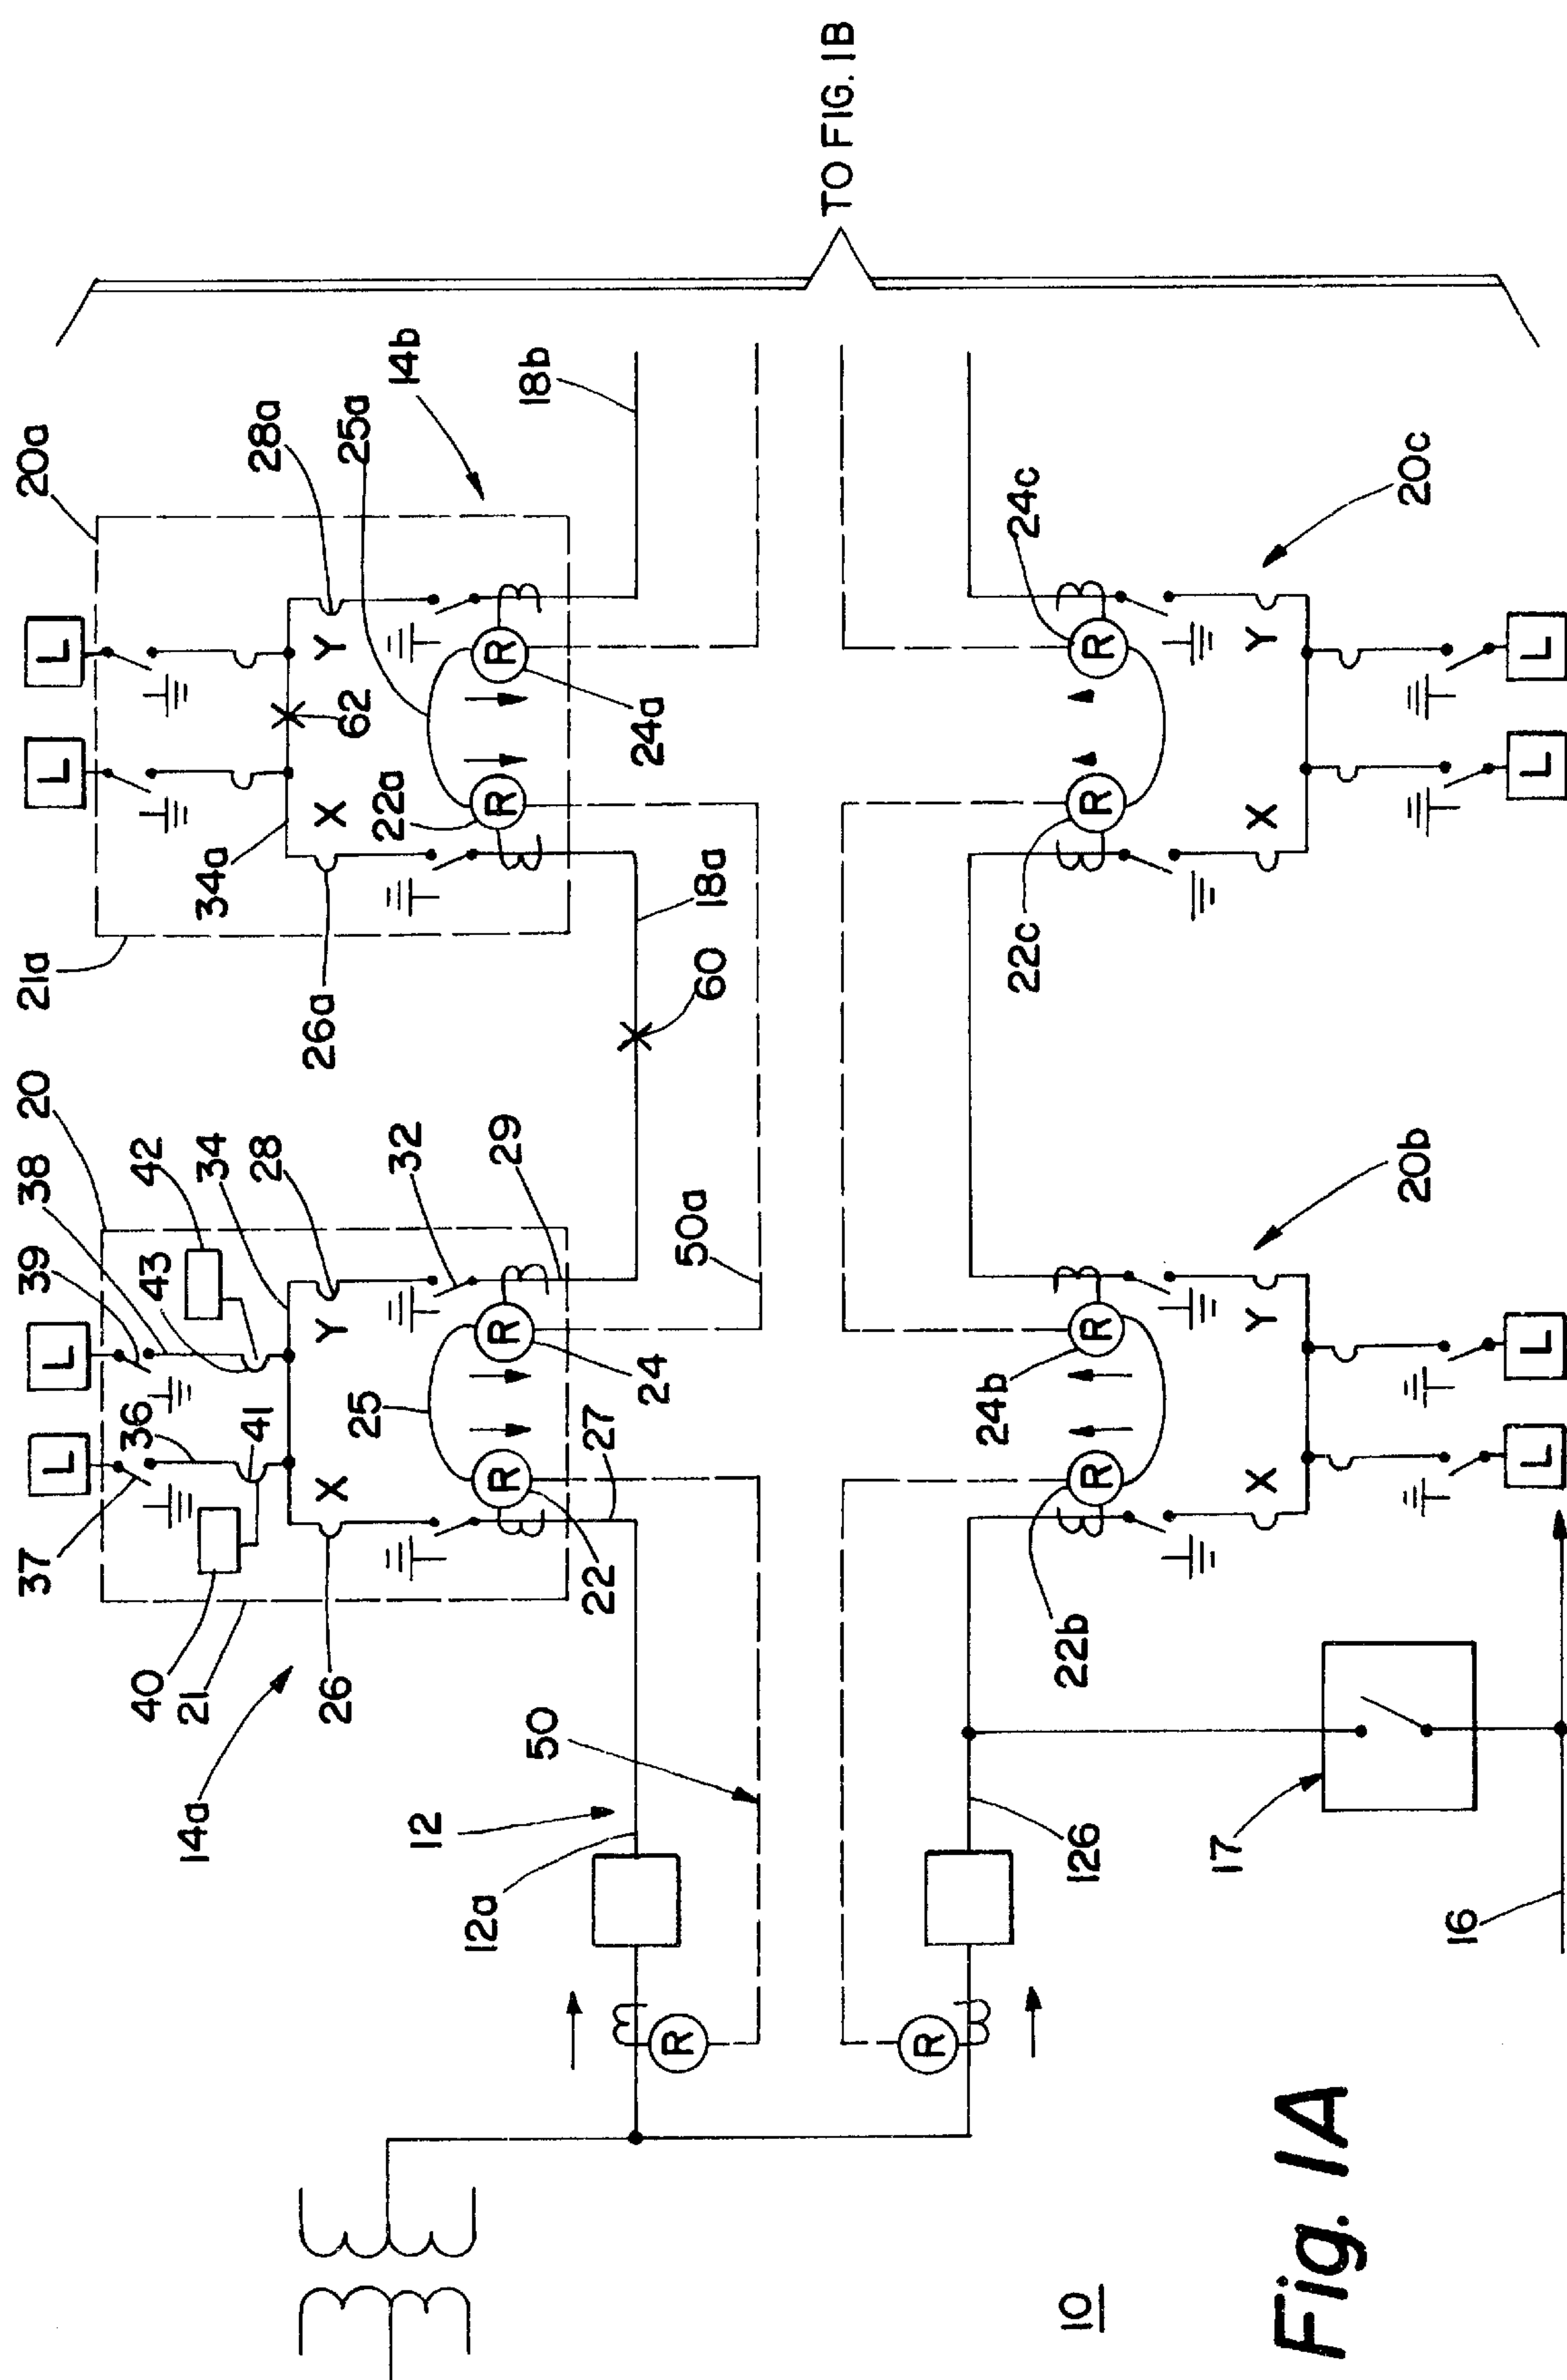 20a
L
L
28a
14b
25a
Y
62
X
34a
22a
R
R
24a
18b
21a
26a
18a
60
TO FIG. 1B
20
38
42
34
28
32
29
39
43
L
L
36
41
37
Y
X
25
R
R
24
27
22
40
21
26
14a
50a
50
12
12a
R
R
126
17
16
22b
24b
R
R
X
Y
20b
L
L
22c
24c
R
R
X
Y
20c
L
L
10
Fig. 1A